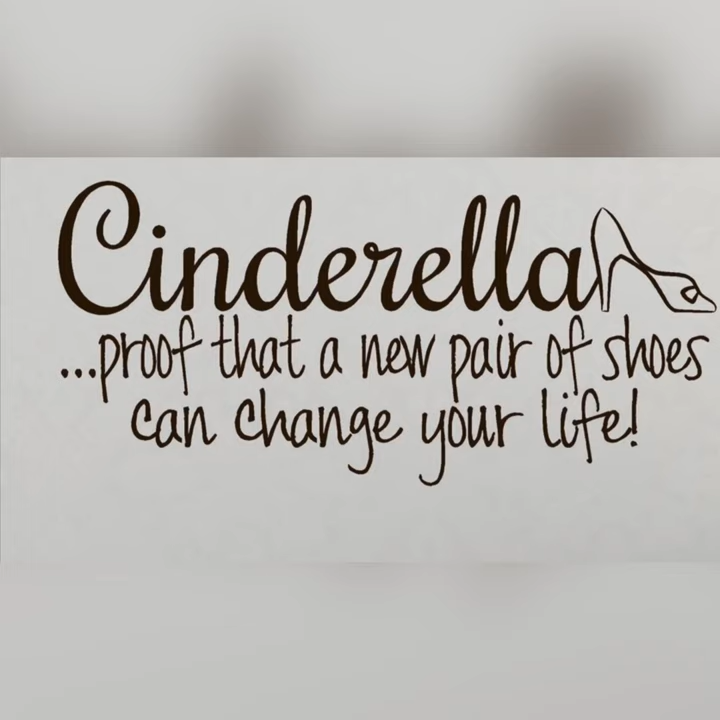 Cinderella
...proof that a new pair of shoes
can change your life!